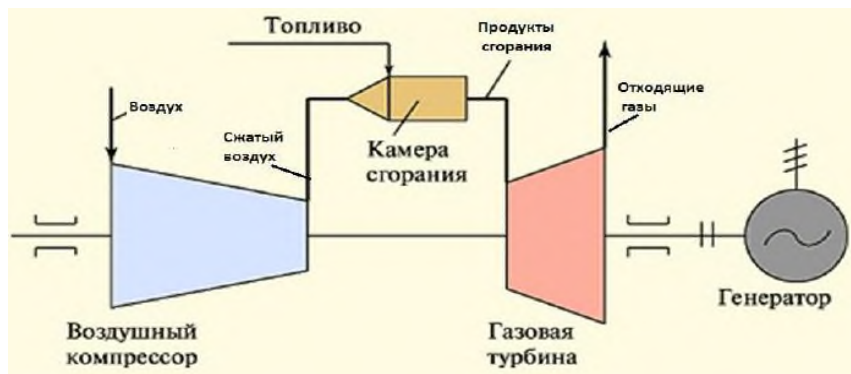 Топливо
Продукты
сгорания
Воздух
Отходящие
газы
Сжатый
воздух
Камера
сгорания
Воздушный
компрессор
Газовая
турбина
Генератор